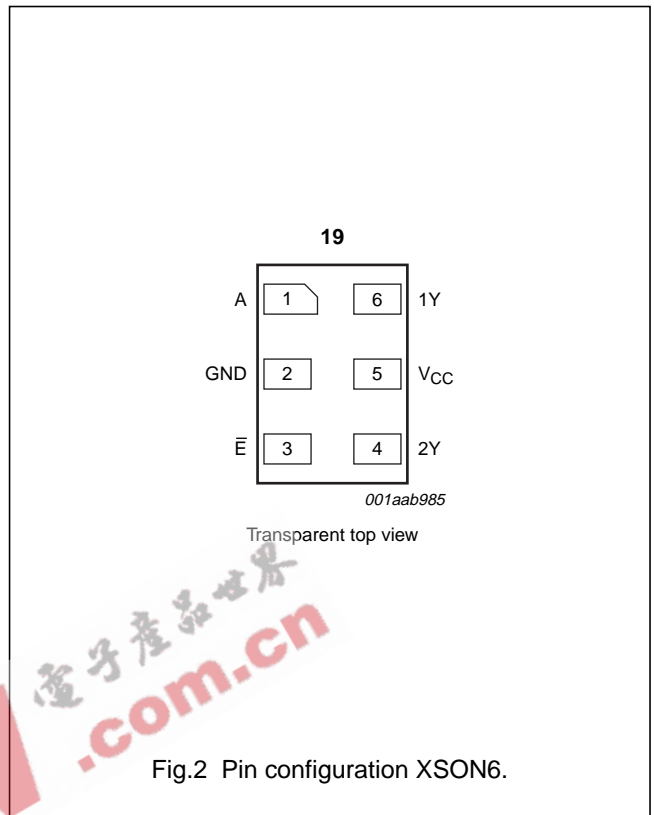 19
A 1 6 1Y
GND 2 5 VCC
E̅ 3 4 2Y
001aab985
Transparent top view
電子產品世界
.com.cn
Fig.2 Pin configuration XSON6.